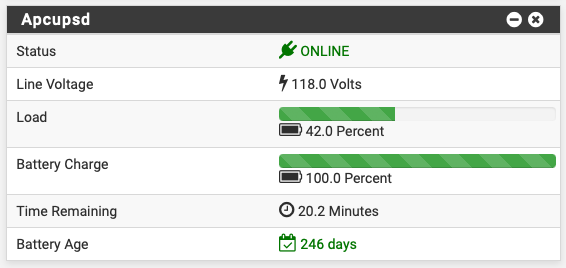 Apcupsd
Status ONLINE
Line Voltage 118.0 Volts
Load 42.0 Percent
Battery Charge 100.0 Percent
Time Remaining 20.2 Minutes
Battery Age 246 days